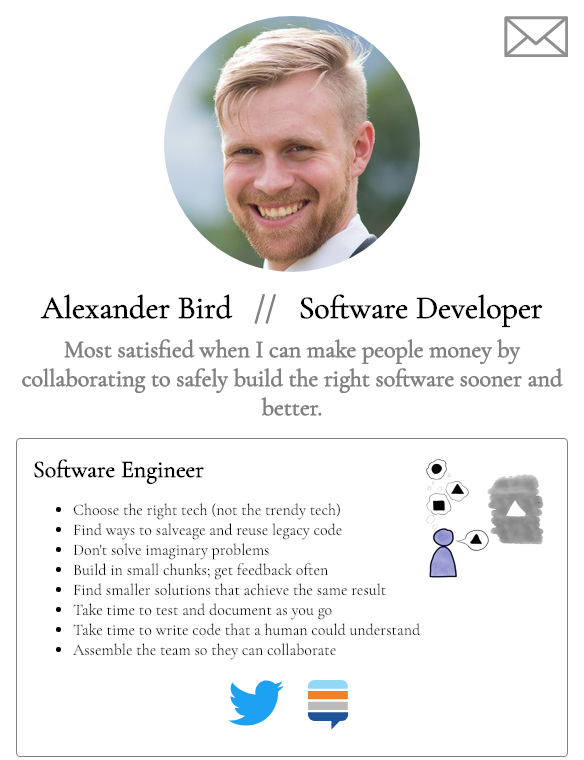 Alexander Bird // Software Developer
Most satisfied when I can make people money by
collaborating to safely build the right software sooner and
better.
Software Engineer
Choose the right tech (not the trendy tech)
Find ways to salveage and reuse legacy code
Don't solve imaginary problems
Build in small chunks; get feedback often
Find smaller solutions that achieve the same result
Take time to test and document as you go
Take time to write code that a human could understand
Assemble the team so they can collaborate